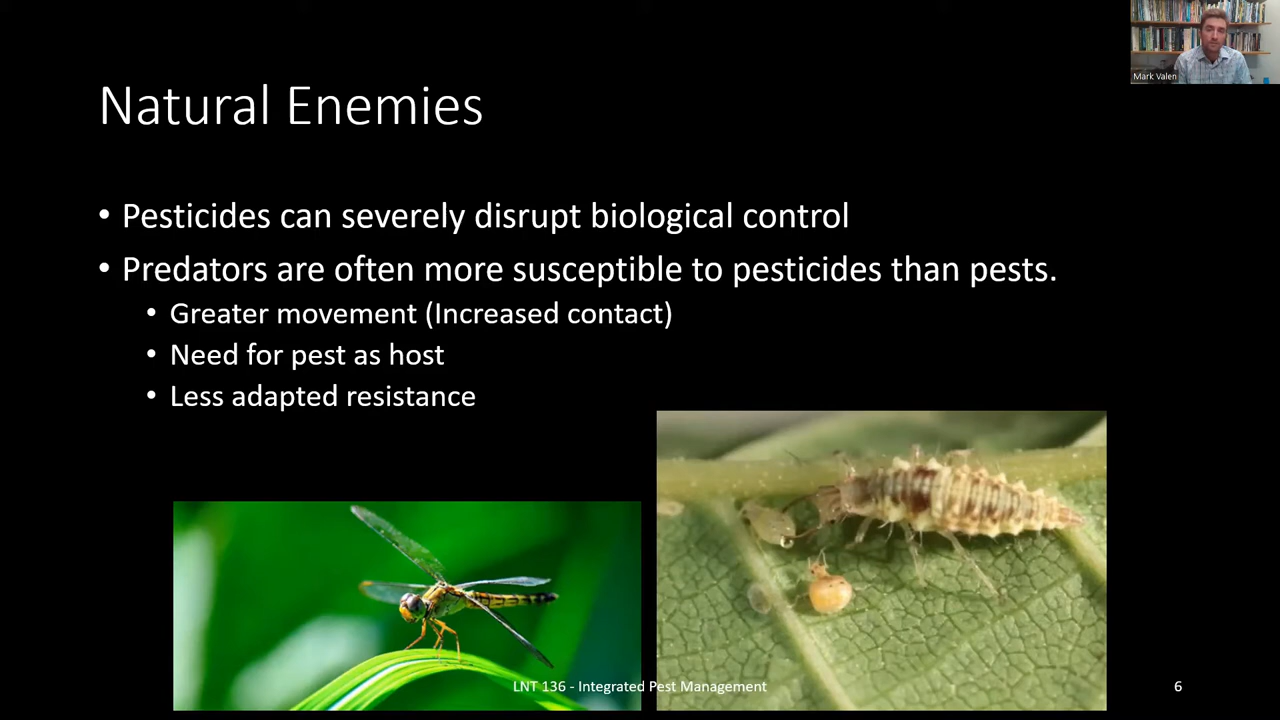 Mark Valen
Natural Enemies
• Pesticides can severely disrupt biological control
• Predators are often more susceptible to pesticides than pests.
• Greater movement (Increased contact)
• Need for pest as host
• Less adapted resistance
LNT 136 - Integrated Pest Management
6